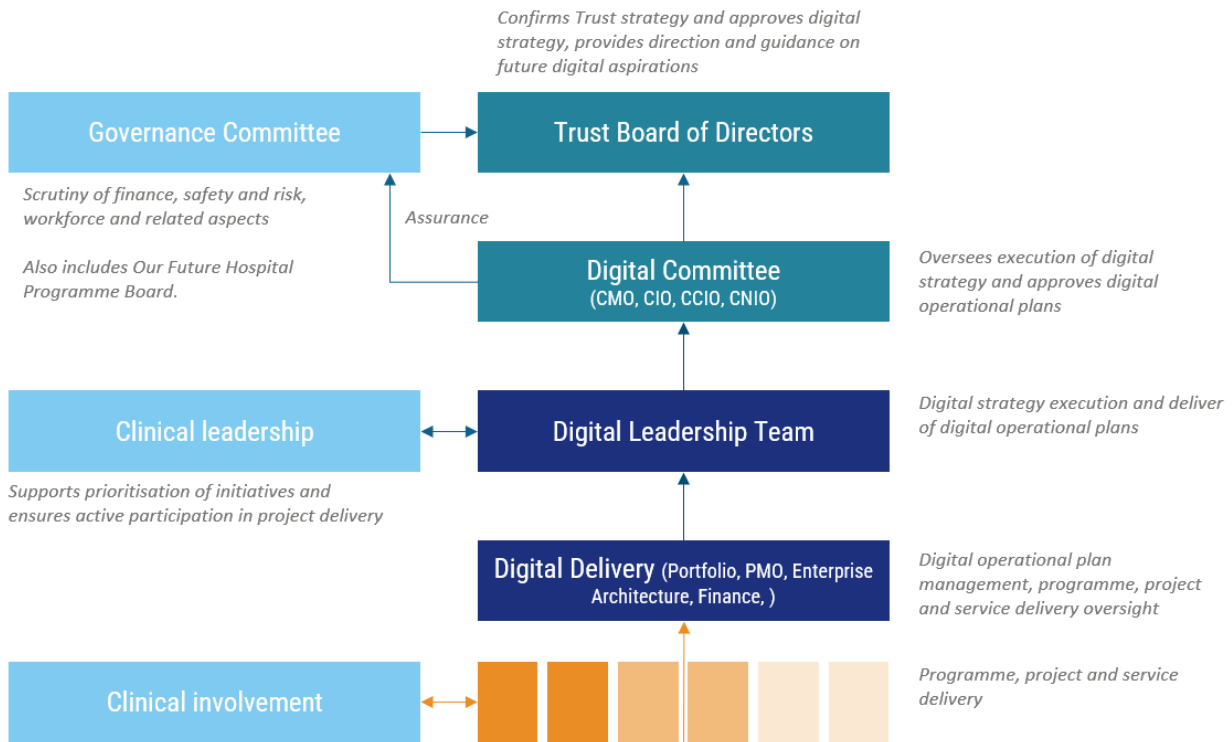 Confirms Trust strategy and approves digital
strategy, provides direction and guidance on
future digital aspirations
Governance Committee
Trust Board of Directors
Scrutiny of finance, safety and risk,
workforce and related aspects
Also includes Our Future Hospital
Programme Board.
Assurance
Digital Committee
(CMO, CIO, CCIO, CNIO)
Oversees execution of digital
strategy and approves digital
operational plans
Clinical leadership
Digital Leadership Team
Digital strategy execution and deliver
of digital operational plans
Supports prioritisation of initiatives and
ensures active participation in project delivery
Digital Delivery (Portfolio, PMO, Enterprise
Architecture, Finance, )
Digital operational plan
management, programme, project
and service delivery oversight
Clinical involvement
Programme, project and service
delivery